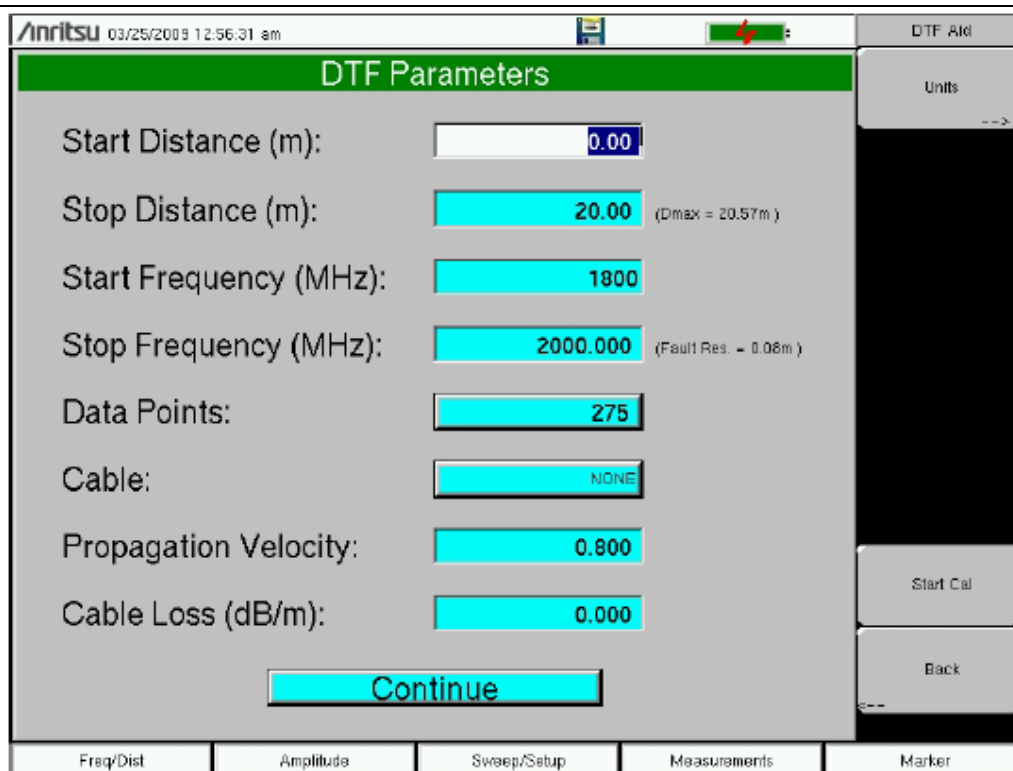 /Inritsu 03/25/2009 12:56:31 am
DTF Aid
DTF Parameters
Units
-->
Start Distance (m): 0.00
Stop Distance (m): 20.00 (Dmax = 20.57m )
Start Frequency (MHz): 1800
Stop Frequency (MHz): 2000.000 (Fault Res. = 0.08m )
Data Points: 275
Cable: NONE
Propagation Velocity: 0.800
Cable Loss (dB/m): 0.000
Start Cal
Continue
Back
<--
Freq/Dist Amplitude Sweep/Setup Measurements Marker